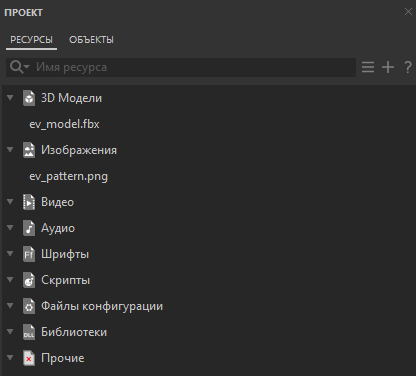 ПРОЕКТ
РЕСУРСЫ ОБЪЕКТЫ
Имя ресурса
3D Модели
ev_model.fbx
Изображения
ev_pattern.png
Видео
Аудио
Шрифты
Скрипты
Файлы конфигурации
DLL Библиотеки
Прочие